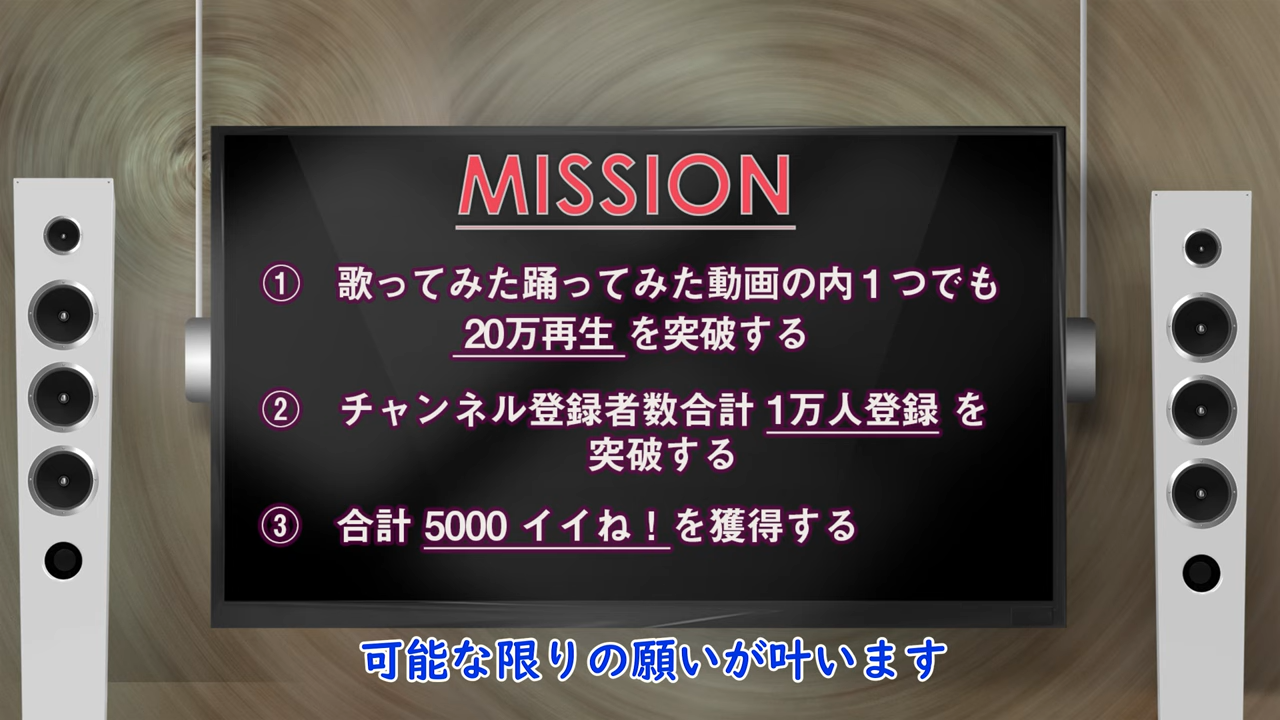 MISSION
① 歌ってみた踊ってみた動画の内1つでも
20万再生 を突破する
② チャンネル登録者数合計 1万人登録 を
突破する
③ 合計 5000 イイね！を獲得する
可能な限りの願いが叶います